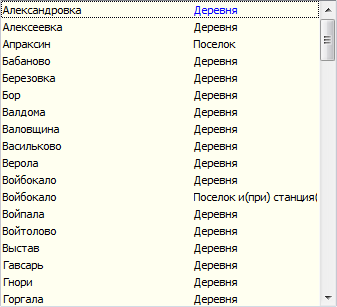 Александровка Деревня
Алексеевка Деревня
Апраксин Поселок
Бабаново Деревня
Березовка Деревня
Бор Деревня
Валдома Деревня
Валовщина Деревня
Васильково Деревня
Верола Деревня
Войбокало Деревня
Войбокало Поселок и(при) станция(
Войпала Деревня
Войтолово Деревня
Выстав Деревня
Гавсарь Деревня
Гнори Деревня
Горгала Деревня